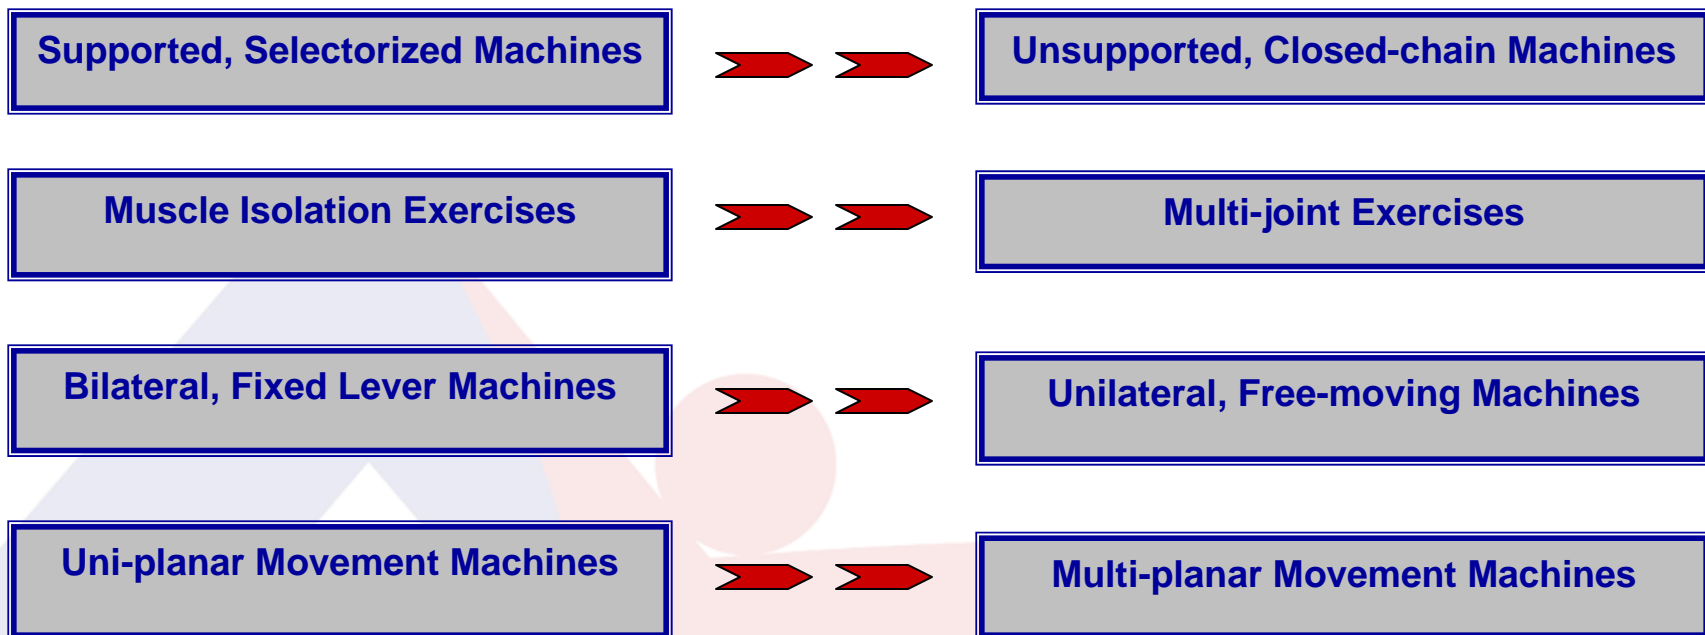 Supported, Selectorized Machines
Unsupported, Closed-chain Machines
Muscle Isolation Exercises
Multi-joint Exercises
Bilateral, Fixed Lever Machines
Unilateral, Free-moving Machines
Uni-planar Movement Machines
Multi-planar Movement Machines